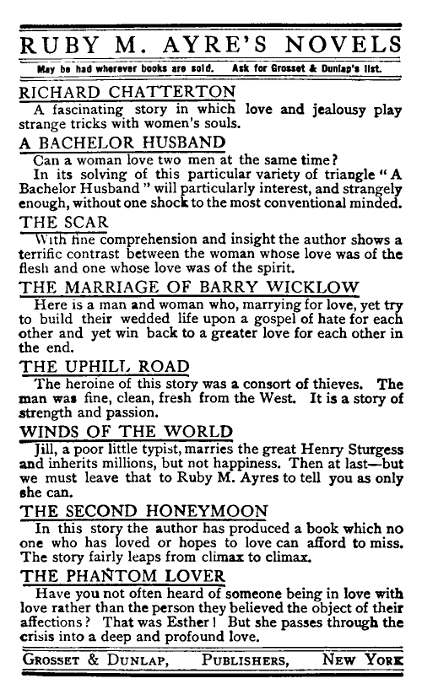 RUBY M. AYRE'S NOVELS
May be had wherever books are sold. Ask for Grosset & Dunlap's list.
RICHARD CHATTERTON
A fascinating story in which love and jealousy play
strange tricks with women's souls.
A BACHELOR HUSBAND
Can a woman love two men at the same time?
In its solving of this particular variety of triangle " A
Bachelor Husband " will particularly interest, and strangely
enough, without one shock to the most conventional minded.
THE SCAR
With fine comprehension and insight the author shows a
terrific contrast between the woman whose love was of the
flesh and one whose love was of the spirit.
THE MARRIAGE OF BARRY WICKLOW
Here is a man and woman who, marrying for love, yet try
to build their wedded life upon a gospel of hate for each
other and yet win back to a greater love for each other in
the end.
THE UPHILL ROAD
The heroine of this story was a consort of thieves. The
man was fine, clean, fresh from the West. It is a story of
strength and passion.
WINDS OF THE WORLD
Jill, a poor little typist, marries the great Henry Sturgess
and inherits millions, but not happiness. Then at last—but
we must leave that to Ruby M. Ayres to tell you as only
she can.
THE SECOND HONEYMOON
In this story the author has produced a book which no
one who has loved or hopes to love can afford to miss.
The story fairly leaps from climax to climax.
THE PHANTOM LOVER
Have you not often heard of someone being in love with
love rather than the person they believed the object of their
affections? That was Esther! But she passes through the
crisis into a deep and profound love.
GROSSET & DUNLAP, PUBLISHERS, NEW YORK